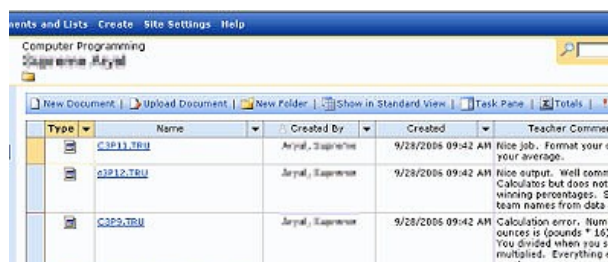 ments and Lists Create Site Settings Help
Computer Programming
New Document | Upload Document | New Folder | Show in Standard View | Task Pane | Totals |
Type Name Created By Created Teacher Comme
C3P11.TRU 9/28/2006 09:42 AM Nice job. Format your
your average.
c3P12.TRU 9/28/2006 09:42 AM Nice output. Well comm
Calculates but does not
winning percentages. S
team names from data
C3P9.TRU 9/28/2006 09:42 AM Calculation error. Num
ounces is (pounds * 16)
You divided when you s
multiplied. Everything